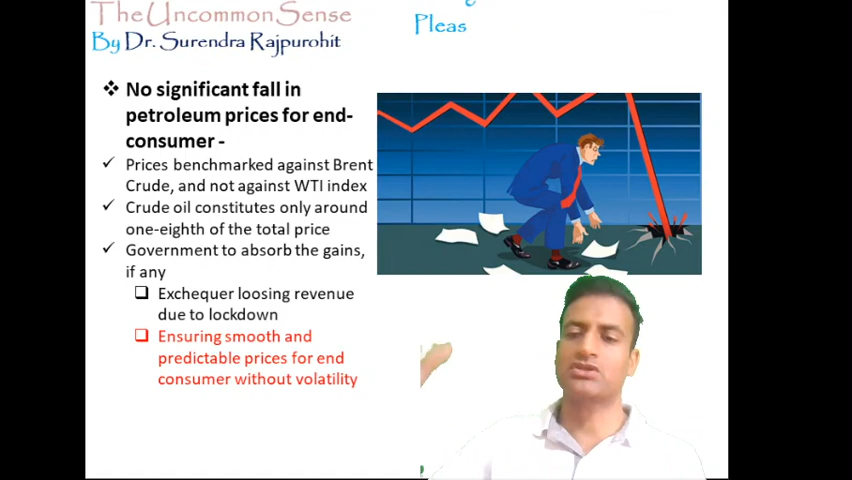 The Uncommon Sense
By Dr. Surendra Rajpurohit
Pleas
❖ No significant fall in
petroleum prices for end-
consumer -
✓ Prices benchmarked against Brent
Crude, and not against WTI index
✓ Crude oil constitutes only around
one-eighth of the total price
✓ Government to absorb the gains,
if any
❑ Exchequer loosing revenue
due to lockdown
❑ Ensuring smooth and
predictable prices for end
consumer without volatility